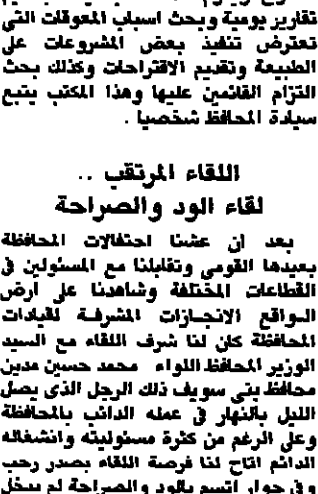 تقارير يومية وبحث اسباب المعوقات التى
تعترض تنفيذ بعض المشروعات على
الطبيعة وتقديم الاقتراحات وكذلك بحث
التزام القائمين عليها وهذا المكتب يتبع
سيادة المحافظ شخصيا .
اللقاء المرتقب ..
لقاء الود والصراحة
بعد ان عشنا احتفالات المحافظة
بعيدها القومى وتقابلنا مع المسئولين فى
القطاعات المختلفة وشاهدنا على ارض
الواقع الانجازات المشرفة لقيادات
المحافظة كان لنا شرف اللقاء مع السيد
الوزير المحافظ اللواء محمد حسين مدين
محافظ بنى سويف ذلك الرجل الذى يصل
الليل بالنهار فى عمله الدائب بالمحافظة
وعلى الرغم من كثرة مسئوليته وانشغاله
الدائم اتاح لنا فرصة اللقاء بصدر رحب
وفى حوار اتسم بالود والصراحة لم يبخل